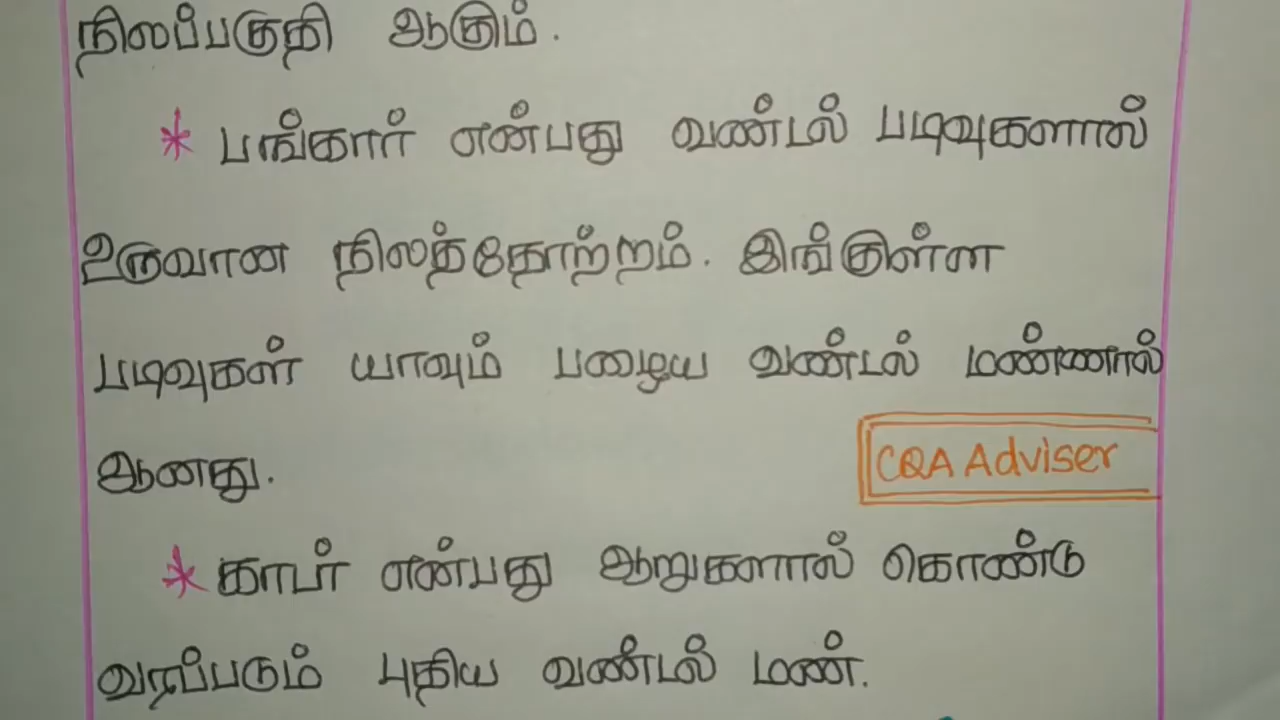 நிலப்பகுதி ஆகும்.
* பங்கார் என்பது வண்டல் படிவுகளால்
உருவான நிலத்தோற்றம். இங்குள்ள
படிவுகள் யாவும் பழைய வண்டல் மண்ணால்
ஆனது.
CQA Adviser
* காபர் என்பது ஆறுகளால் கொண்டு
வரப்படும் புதிய வண்டல் மண்.